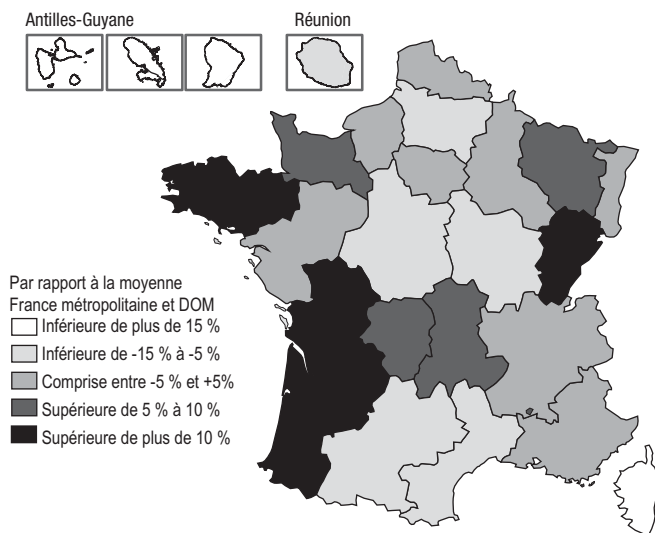 Antilles-Guyane
Réunion
Par rapport à la moyenne
France métropolitaine et DOM
Inférieure de plus de 15 %
Inférieure de -15 % à -5 %
Comprise entre -5 % et +5%
Supérieure de 5 % à 10 %
Supérieure de plus de 10 %